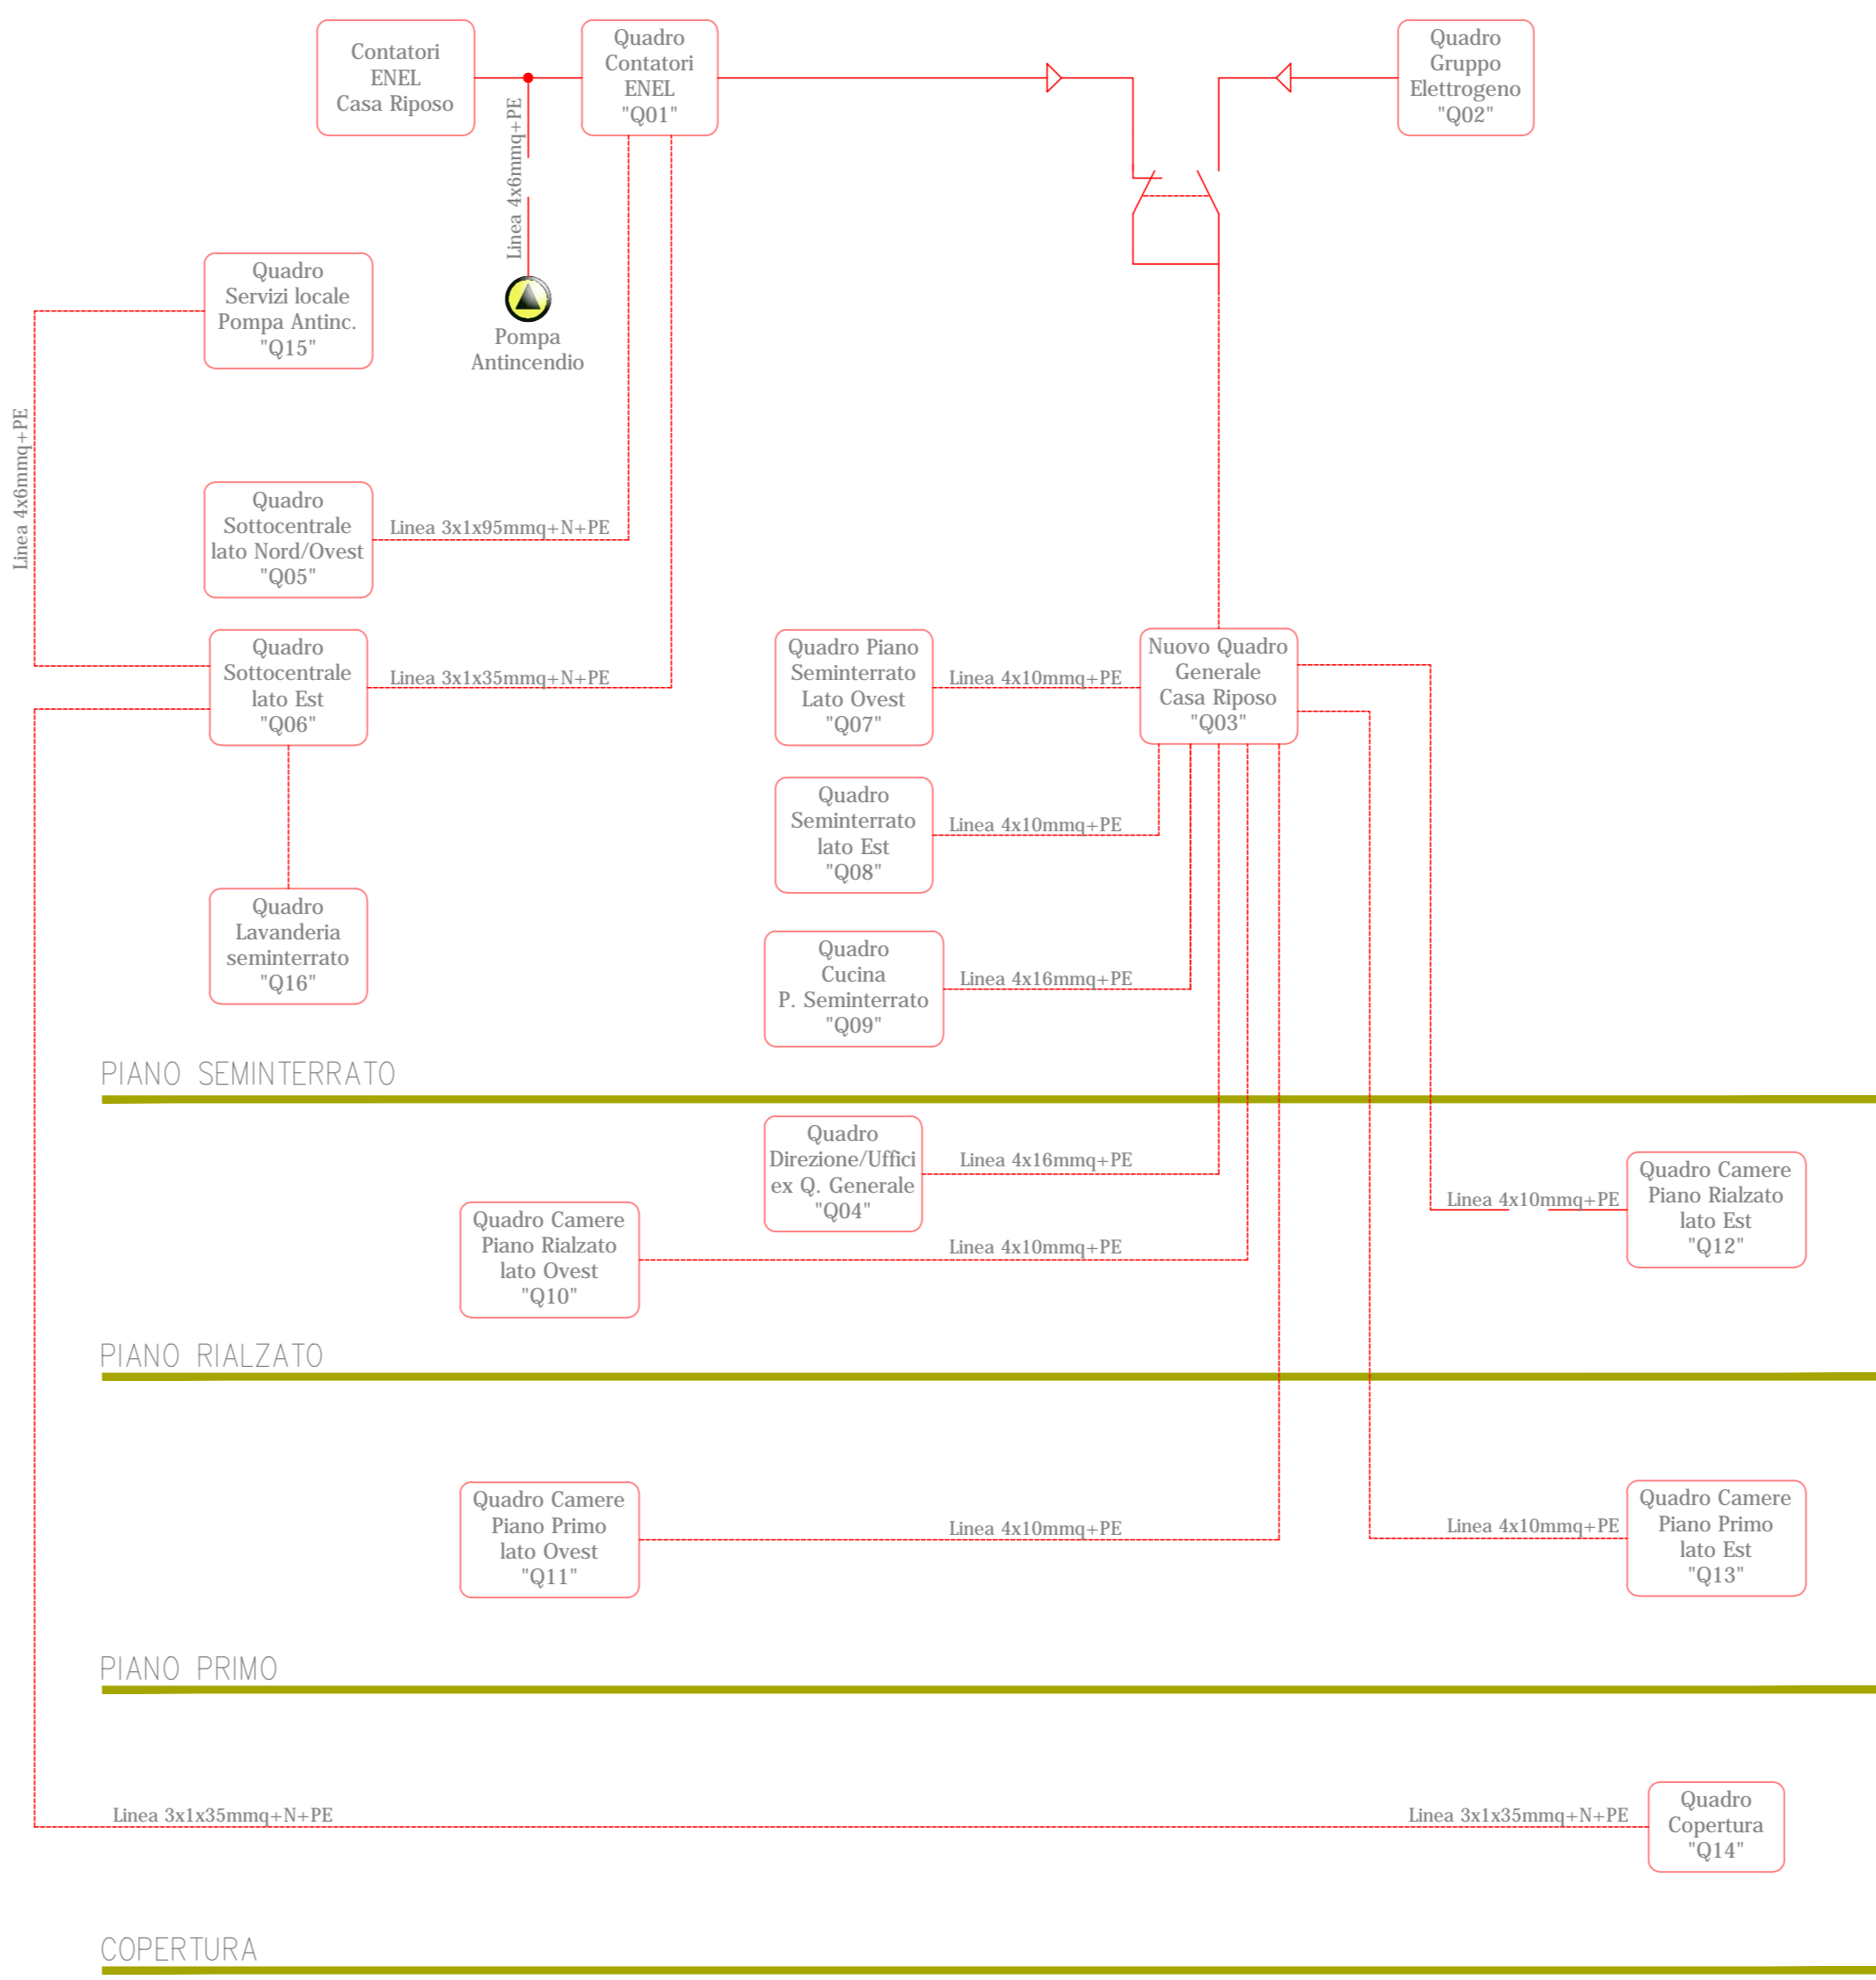 Contatori
ENEL
Casa Riposo
Quadro
Contatori
ENEL
"Q01"
Quadro
Gruppo
Elettrogeno
"Q02"
Linea 4x6mmq+PE
Pompa
Antincendio
Quadro
Servizi locale
Pompa Antinc.
"Q15"
Linea 4x6mmq+PE
Quadro
Sottocentrale
lato Nord/Ovest
"Q05"
Linea 3x1x95mmq+N+PE
Quadro
Sottocentrale
lato Est
"Q06"
Linea 3x1x35mmq+N+PE
Quadro Piano
Seminterrato
Lato Ovest
"Q07"
Linea 4x10mmq+PE
Nuovo Quadro
Generale
Casa Riposo
"Q03"
Quadro
Seminterrato
lato Est
"Q08"
Linea 4x10mmq+PE
Quadro
Lavanderia
seminterrato
"Q16"
Quadro
Cucina
P. Seminterrato
"Q09"
Linea 4x16mmq+PE
PIANO SEMINTERRATO
Quadro
Direzione/Uffici
ex Q. Generale
"Q04"
Linea 4x16mmq+PE
Quadro Camere
Piano Rialzato
lato Est
"Q12"
Linea 4x10mmq+PE
Quadro Camere
Piano Rialzato
lato Ovest
"Q10"
Linea 4x10mmq+PE
PIANO RIALZATO
Quadro Camere
Piano Primo
lato Ovest
"Q11"
Linea 4x10mmq+PE
Linea 4x10mmq+PE
Quadro Camere
Piano Primo
lato Est
"Q13"
PIANO PRIMO
Linea 3x1x35mmq+N+PE
Linea 3x1x35mmq+N+PE
Quadro
Copertura
"Q14"
COPERTURA